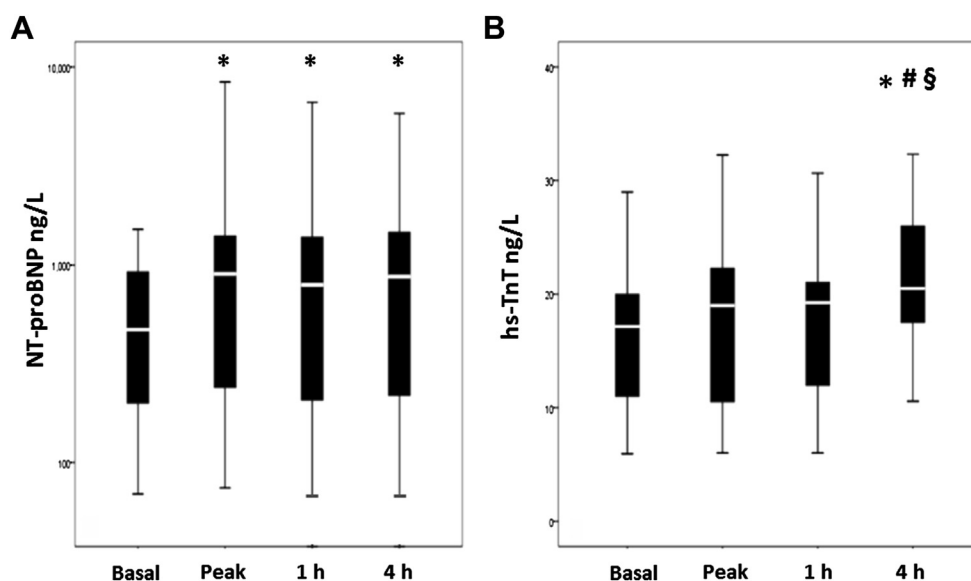 A
NT-proBNP ng/L
10,000
1,000
100
* * *
Basal Peak 1 h 4 h
B
hs-TnT ng/L
40
30
20
10
0
* # §
Basal Peak 1 h 4 h